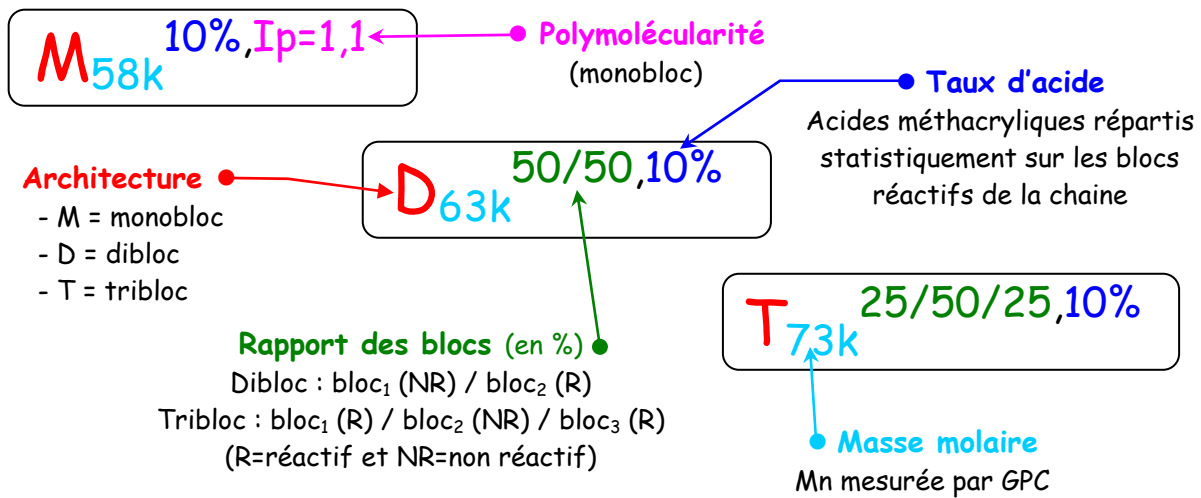 M58k10%,Ip=1,1
Polymolécularité
(monobloc)
Taux d'acide
Acides méthacryliques répartis
statistiquement sur les blocs
réactifs de la chaine
Architecture
- M = monobloc
- D = dibloc
- T = tribloc
D63k50/50,10%
T73k25/50/25,10%
Rapport des blocs (en %)
Dibloc : bloc1 (NR) / bloc2 (R)
Tribloc : bloc1 (R) / bloc2 (NR) / bloc3 (R)
(R=réactif et NR=non réactif)
Masse molaire
Mn mesurée par GPC